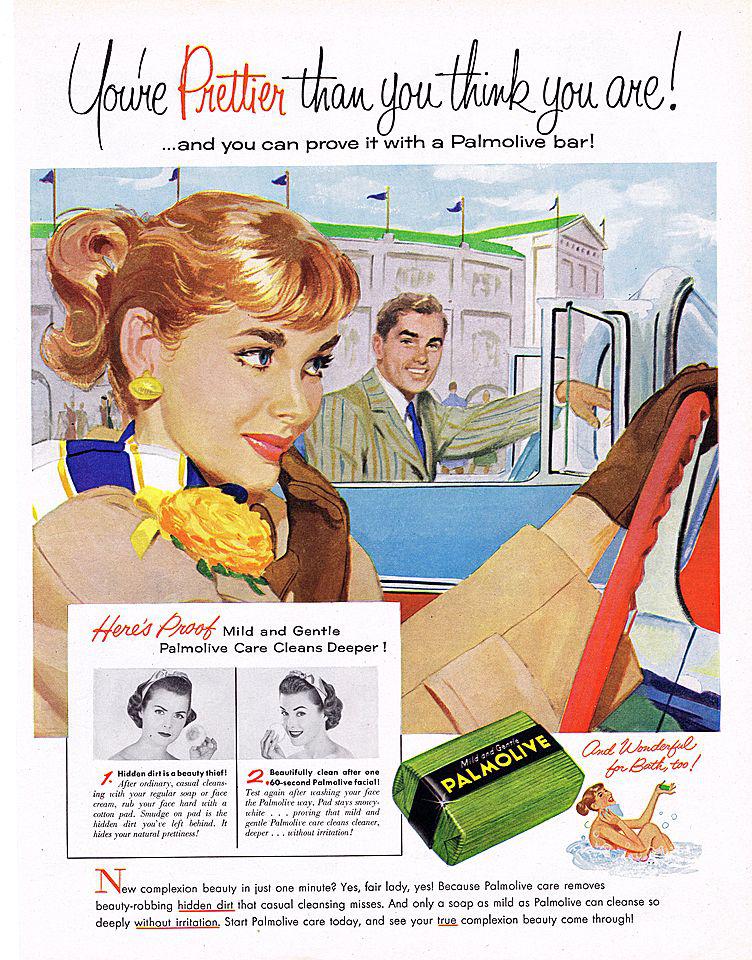 You're Prettier than you think you are!
...and you can prove it with a Palmolive bar!
Here's Proof Mild and Gentle
Palmolive Care Cleans Deeper!
1. Hidden dirt is a beauty thief!
After ordinary, casual cleans-
ing with your regular soap or face
cream, rub your face hard with a
cotton pad. Smudge on pad is the
hidden dirt you've left behind. It
hides your natural prettiness!
2. Beautifully clean after one
60-second Palmolive facial!
Test again after washing your face
the Palmolive way. Pad stays snowy-
white . . . proving that mild and
gentle Palmolive care cleans cleaner,
deeper . . . without irritation!
Mild and Gentle
PALMOLIVE
And Wonderful
for Bath, too!
New complexion beauty in just one minute? Yes, fair lady, yes! Because Palmolive care removes
beauty-robbing hidden dirt that casual cleansing misses. And only a soap as mild as Palmolive can cleanse so
deeply without irritation. Start Palmolive care today, and see your true complexion beauty come through!